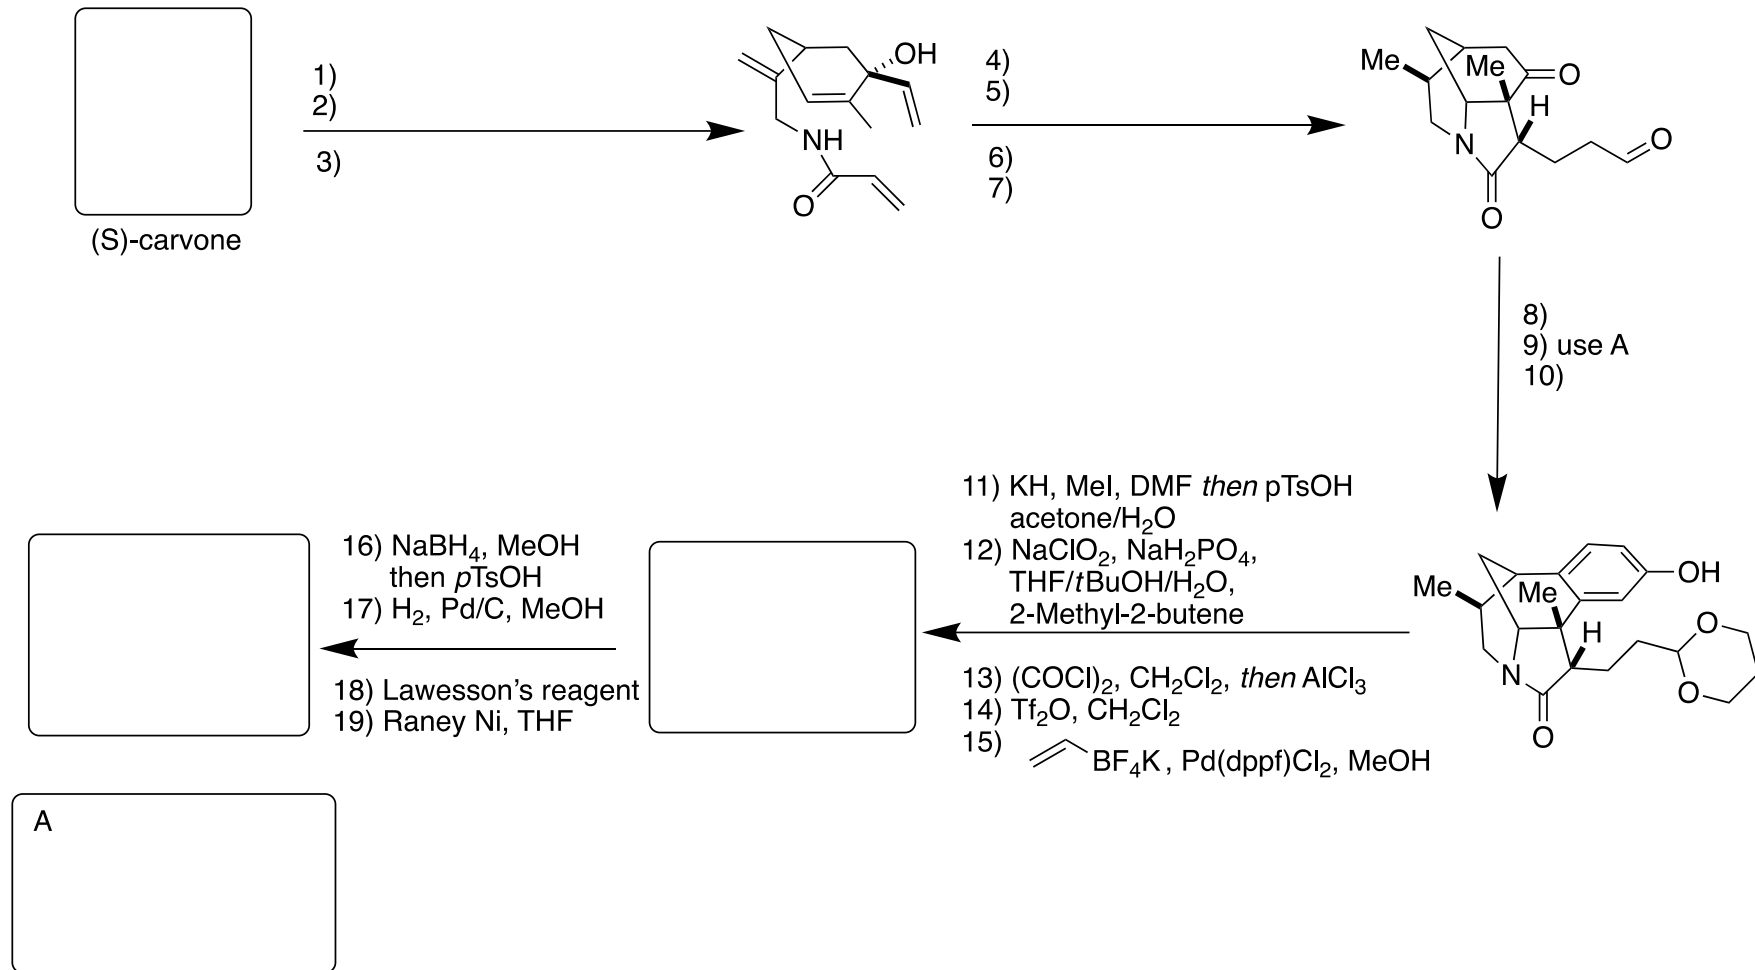 (S)-carvone
1)
2)
3)
OH
NH
O
4)
5)
6)
7)
Me
Me
O
H
N
O
O
8)
9) use A
10)
OH
Me
Me
H
O
N
O
O
11) KH, MeI, DMF then pTsOH
acetone/H₂O
12) NaClO₂, NaH₂PO₄,
THF/tBuOH/H₂O,
2-Methyl-2-butene
13) (COCl)₂, CH₂Cl₂, then AlCl₃
14) Tf₂O, CH₂Cl₂
15)
BF₄K, Pd(dppf)Cl₂, MeOH
16) NaBH₄, MeOH
then pTsOH
17) H₂, Pd/C, MeOH
18) Lawesson's reagent
19) Raney Ni, THF
A